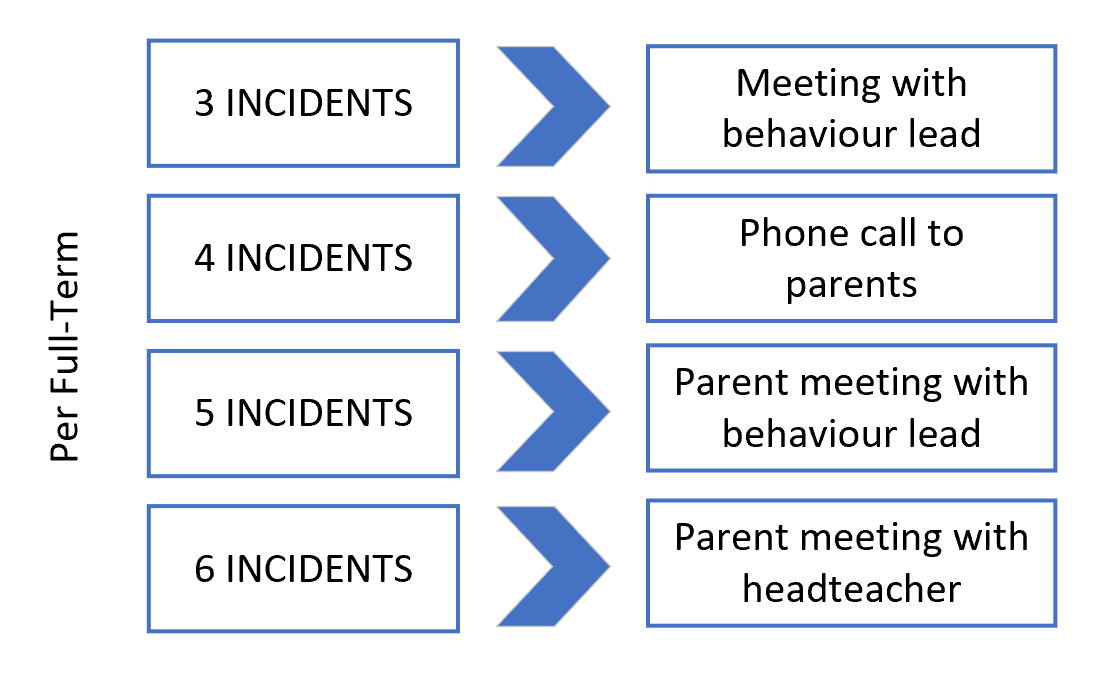 Per Full-Term
3 INCIDENTS
Meeting with
behaviour lead
4 INCIDENTS
Phone call to
parents
5 INCIDENTS
Parent meeting with
behaviour lead
6 INCIDENTS
Parent meeting with
headteacher